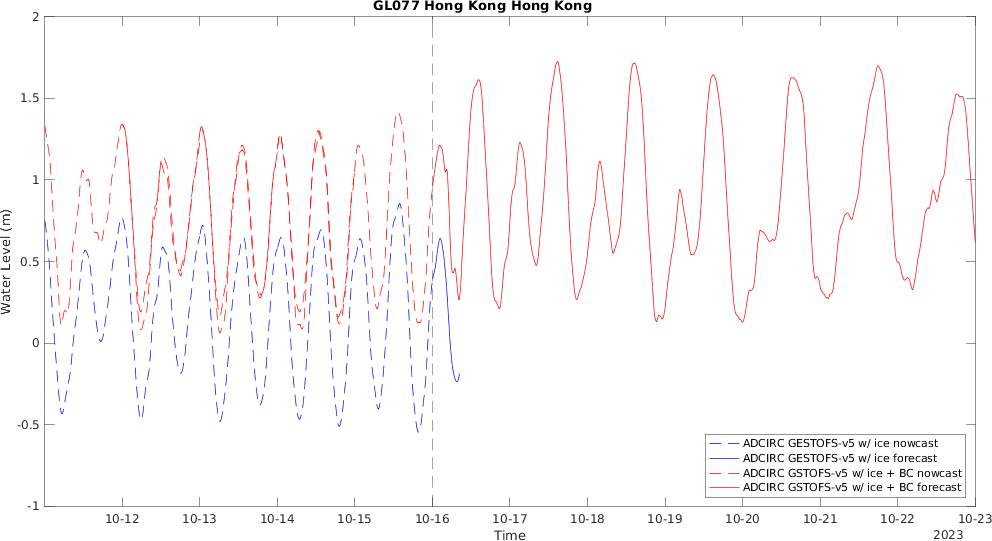 GL077 Hong Kong Hong Kong
2
1.5
1
0.5
0
-0.5
-1
Water Level (m)
ADCIRC GESTOFS-v5 w/ ice nowcast
ADCIRC GESTOFS-v5 w/ ice forecast
ADCIRC GSTOFS-v5 w/ ice + BC nowcast
ADCIRC GSTOFS-v5 w/ ice + BC forecast
10-12 10-13 10-14 10-15 10-16 10-17 10-18 10-19 10-20 10-21 10-22 10-23
Time
2023